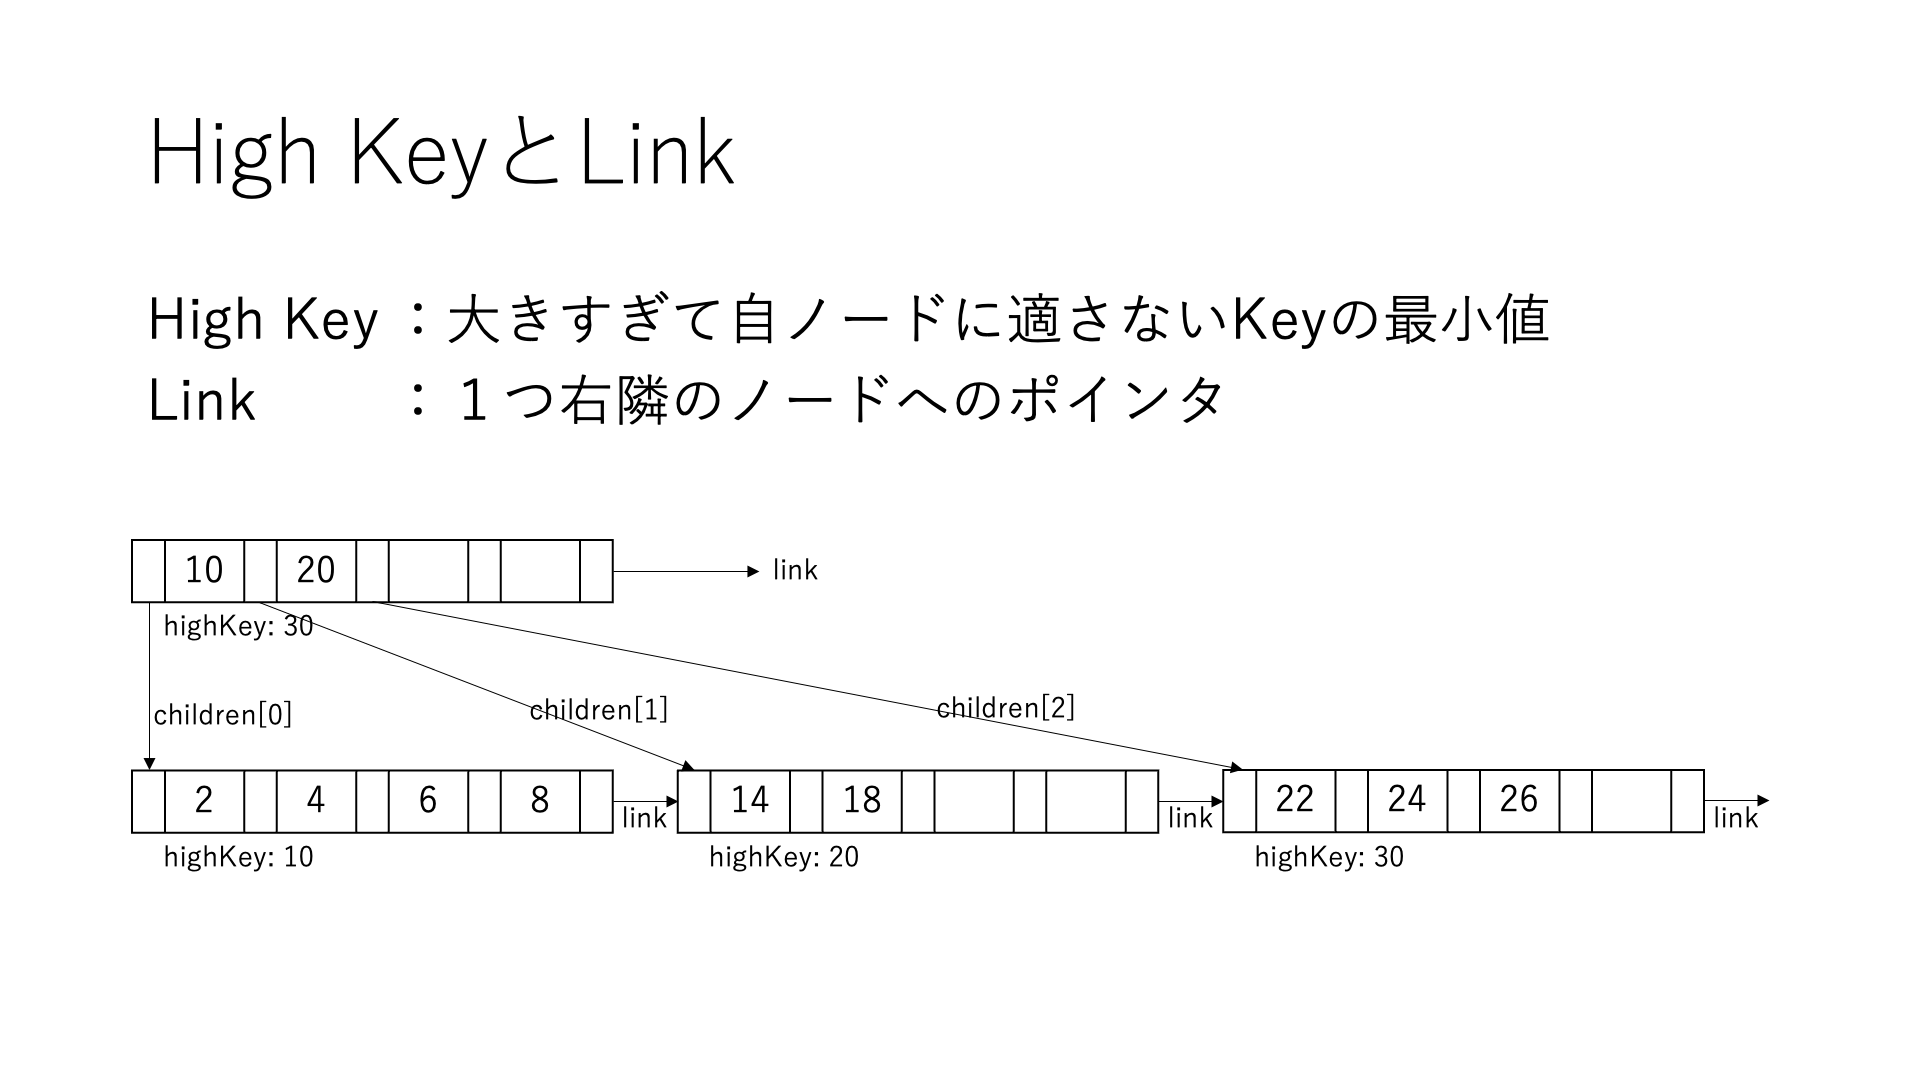 High KeyとLink
High Key ：大きすぎて自ノードに適さないKeyの最小値
Link ：１つ右隣のノードへのポインタ
10 20
link
highKey: 30
children[0] children[1] children[2]
2 4 6 8 14 18 22 24 26
link link link
highKey: 10 highKey: 20 highKey: 30